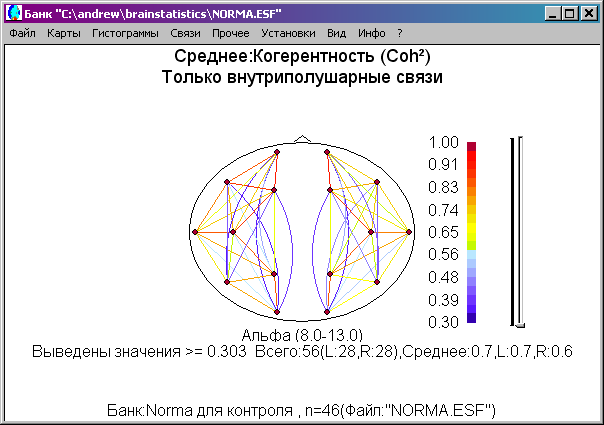 Банк "C:\andrew\brainstatistics\NORMA.ESF"
Файл Карты Гистограммы Связи Прочее Установки Вид Инфо ?
Среднее:Когерентность (Coh²)
Только внутриполушарные связи
1.00
0.91
0.83
0.74
0.65
0.56
0.48
0.39
0.30
Альфа (8.0-13.0)
Выведены значения >= 0.303 Всего:56(L:28,R:28),Среднее:0.7,L:0.7,R:0.6
Банк:Norma для контроля , n=46(Файл:"NORMA.ESF")